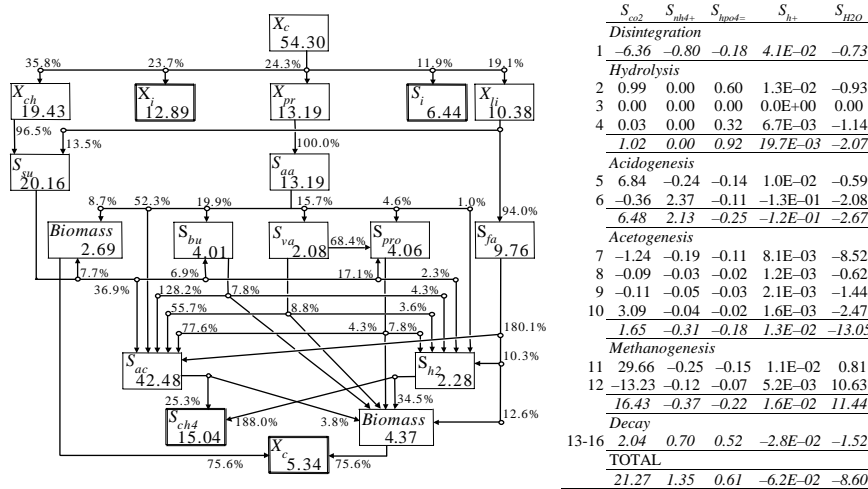 X_c
54.30
35.8% 23.7% 24.3% 11.9% 19.1%
X_ch X_i X_pr S_i X_li
19.43 12.89 13.19 6.44 10.38
96.5%
13.5% 100.0%
S_su S_aa
20.16 13.19
8.7% 52.3% 19.9% 15.7% 4.6% 1.0% 94.0%
Biomass S_bu S_va 68.4% S_pro S_fa
2.69 4.01 2.08 4.06 9.76
7.7% 6.9% 17.1% 2.3%
36.9% 128.2% 7.8% 4.3%
55.7% 8.8% 3.6%
77.6% 4.3% 7.8% 180.1%
S_ac S_h2 10.3%
42.48 2.28
25.3% 34.5%
S_ch4 188.0% 3.8% Biomass 12.6%
15.04 4.37
X_c
75.6% 5.34 75.6%
S_co2 S_nh4+ S_hpo4= S_h+ S_H2O
Disintegration
1 –6.36 –0.80 –0.18 4.1E–02 –0.73
Hydrolysis
2 0.99 0.00 0.60 1.3E–02 –0.93
3 0.00 0.00 0.00 0.0E+00 0.00
4 0.03 0.00 0.32 6.7E–03 –1.14
1.02 0.00 0.92 19.7E–03 –2.07
Acidogenesis
5 6.84 –0.24 –0.14 1.0E–02 –0.59
6 –0.36 2.37 –0.11 –1.3E–01 –2.08
6.48 2.13 –0.25 –1.2E–01 –2.67
Acetogenesis
7 –1.24 –0.19 –0.11 8.1E–03 –8.52
8 –0.09 –0.03 –0.02 1.2E–03 –0.62
9 –0.11 –0.05 –0.03 2.1E–03 –1.44
10 3.09 –0.04 –0.02 1.6E–03 –2.47
1.65 –0.31 –0.18 1.3E–02 –13.05
Methanogenesis
11 29.66 –0.25 –0.15 1.1E–02 0.81
12 –13.23 –0.12 –0.07 5.2E–03 10.63
16.43 –0.37 –0.22 1.6E–02 11.44
Decay
13-16 2.04 0.70 0.52 –2.8E–02 –1.52
TOTAL
21.27 1.35 0.61 –6.2E–02 –8.60